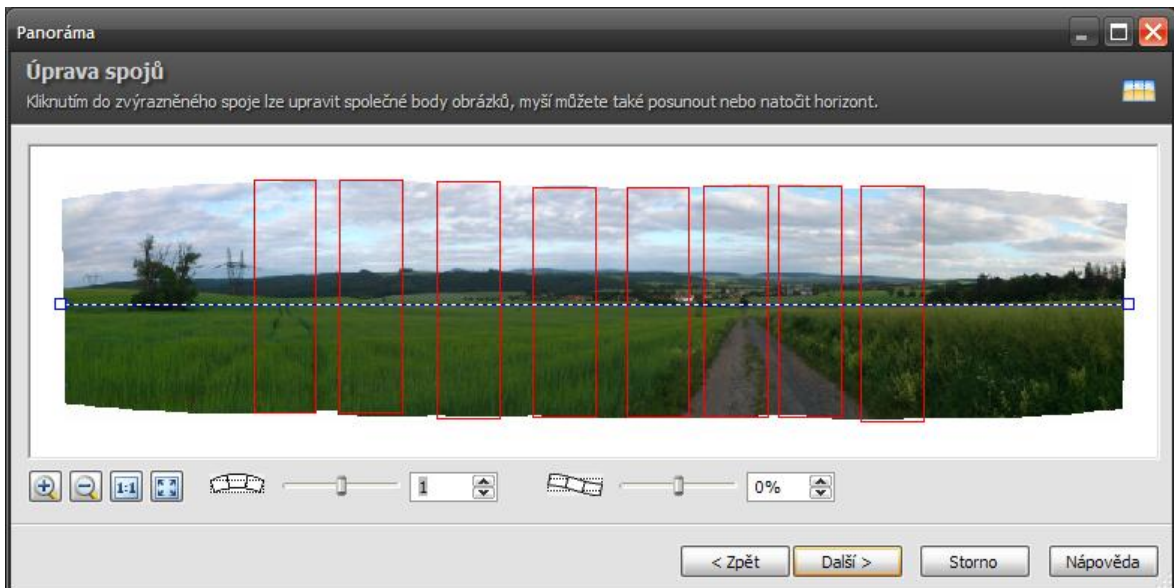 Panoráma
Úprava spojů
Kliknutím do zvýrazněného spoje lze upravit společné body obrázků, myší můžete také posunout nebo natočit horizont.
1:1
1
0%
< Zpět
Další >
Storno
Nápověda